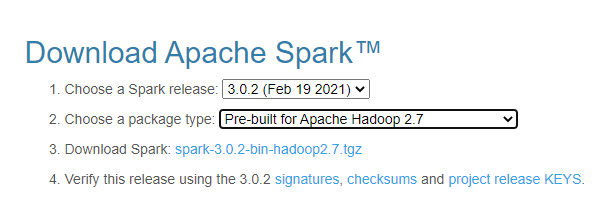 Download Apache Spark™
1. Choose a Spark release: 3.0.2 (Feb 19 2021)
2. Choose a package type: Pre-built for Apache Hadoop 2.7
3. Download Spark: spark-3.0.2-bin-hadoop2.7.tgz
4. Verify this release using the 3.0.2 signatures, checksums and project release KEYS.